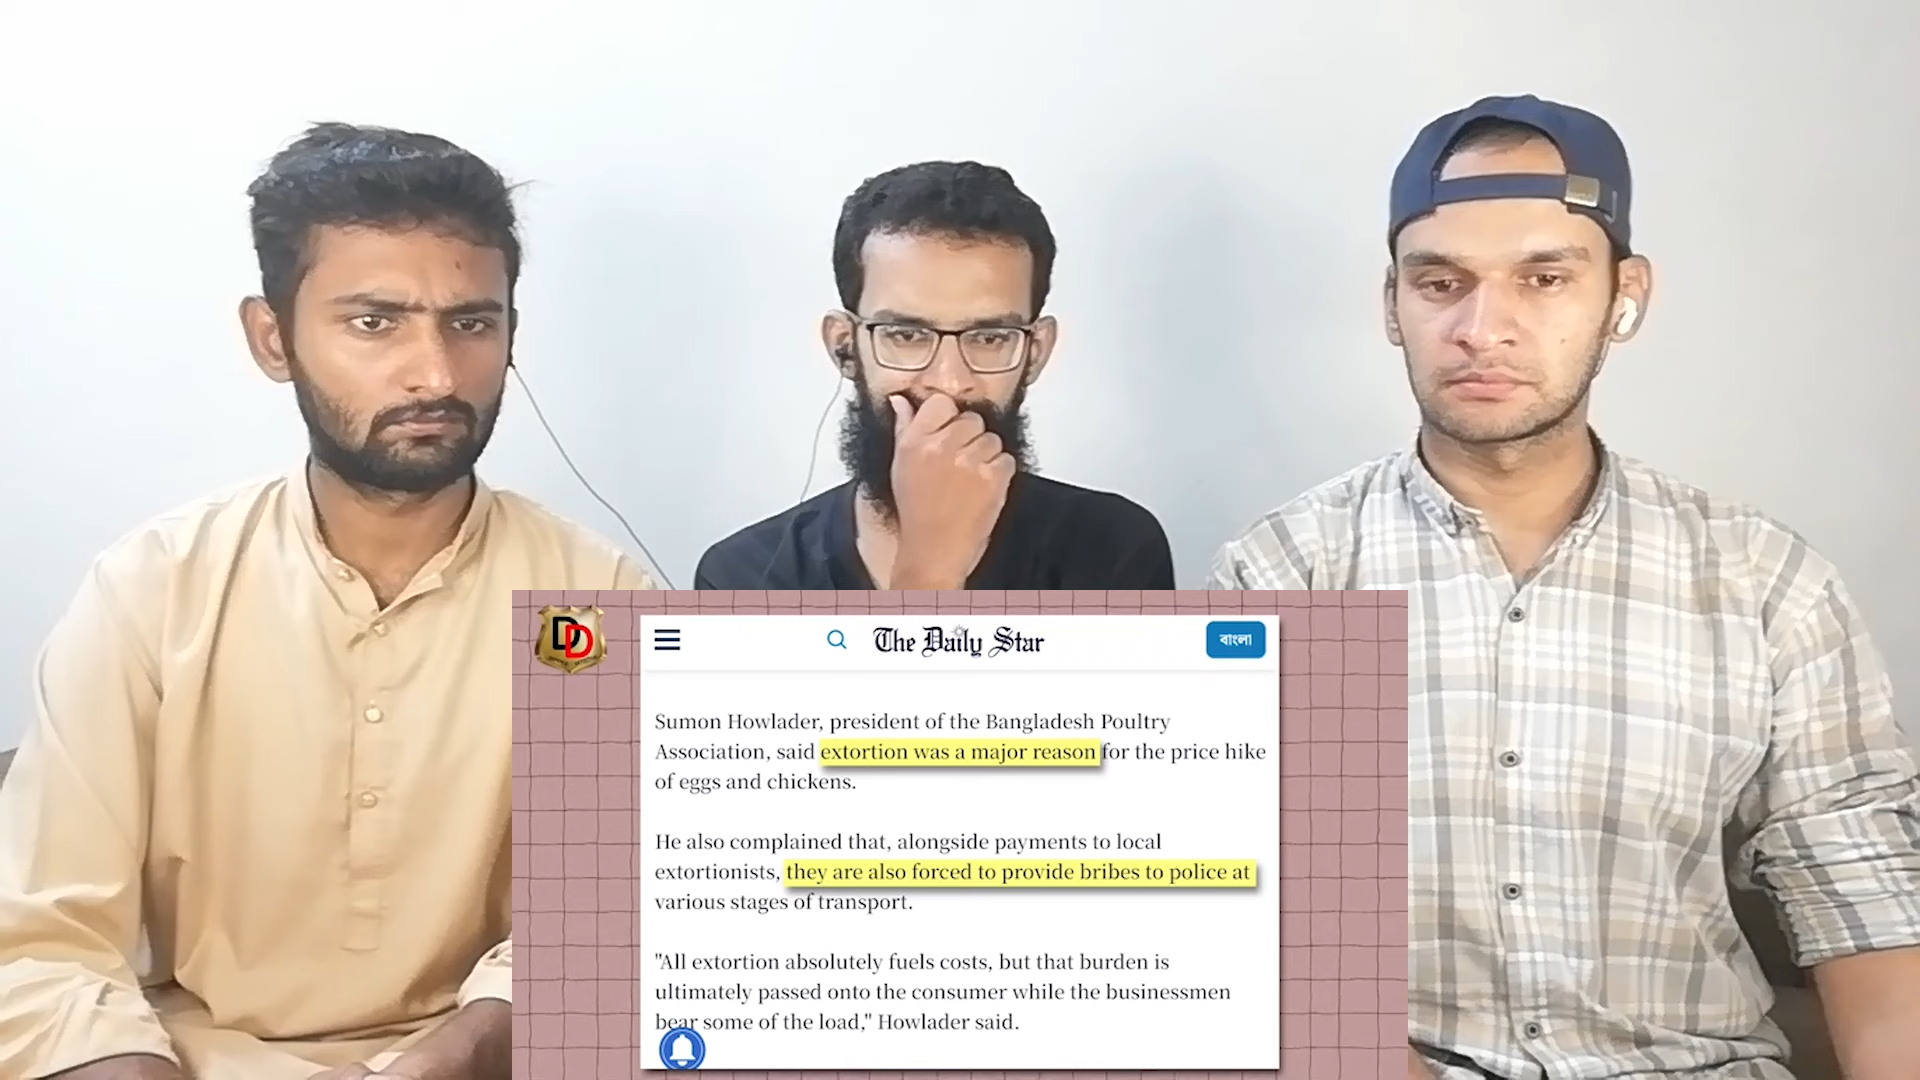 DD
The Daily Star
বাংলা
Sumon Howlader, president of the Bangladesh Poultry
Association, said extortion was a major reason for the price hike
of eggs and chickens.
He also complained that, alongside payments to local
extortionists, they are also forced to provide bribes to police at
various stages of transport.
"All extortion absolutely fuels costs, but that burden is
ultimately passed onto the consumer while the businessmen
bear some of the load," Howlader said.